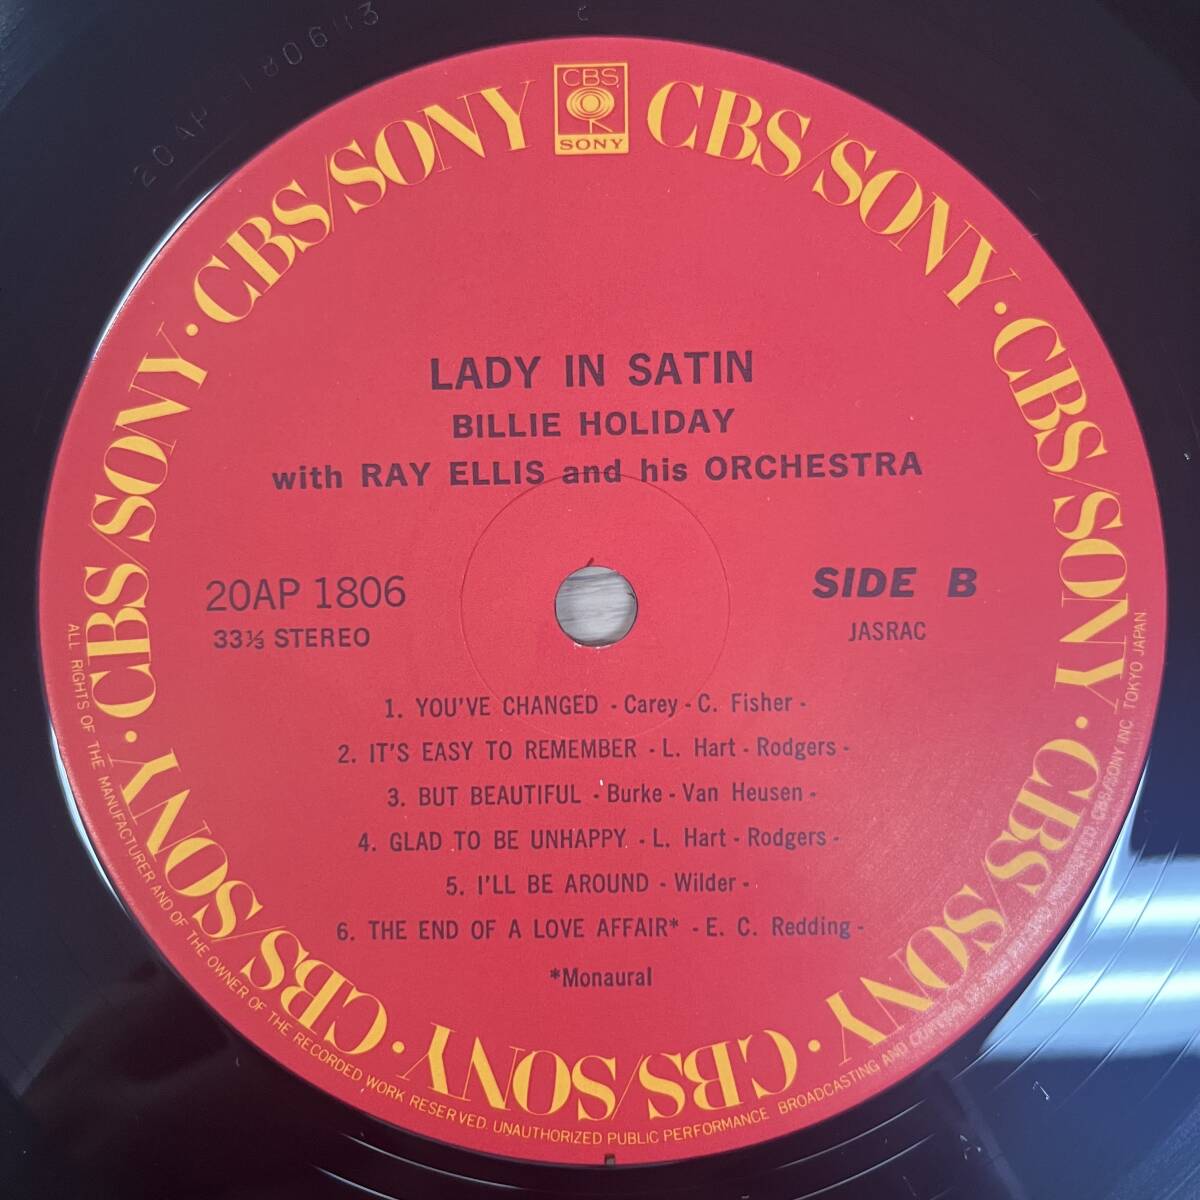 CBS
SONY
CBS/SONY · CBS/SONY · CBS/SONY · CBS/SONY · CBS/SONY · CBS/SONY · CBS/SONY · CBS/SONY
LADY IN SATIN
BILLIE HOLIDAY
with RAY ELLIS and his ORCHESTRA
20AP 1806
33⅓ STEREO
SIDE B
JASRAC
1. YOU'VE CHANGED - Carey - C. Fisher -
2. IT'S EASY TO REMEMBER - L. Hart - Rodgers -
3. BUT BEAUTIFUL - Burke - Van Heusen -
4. GLAD TO BE UNHAPPY - L. Hart - Rodgers -
5. I'LL BE AROUND - Wilder -
6. THE END OF A LOVE AFFAIR* - E. C. Redding -
*Monaural
ALL RIGHTS OF THE MANUFACTURER AND OF THE OWNER OF THE RECORDED WORK RESERVED. UNAUTHORIZED PUBLIC PERFORMANCE BROADCASTING AND CBS/SONY INC. TOKYO JAPAN